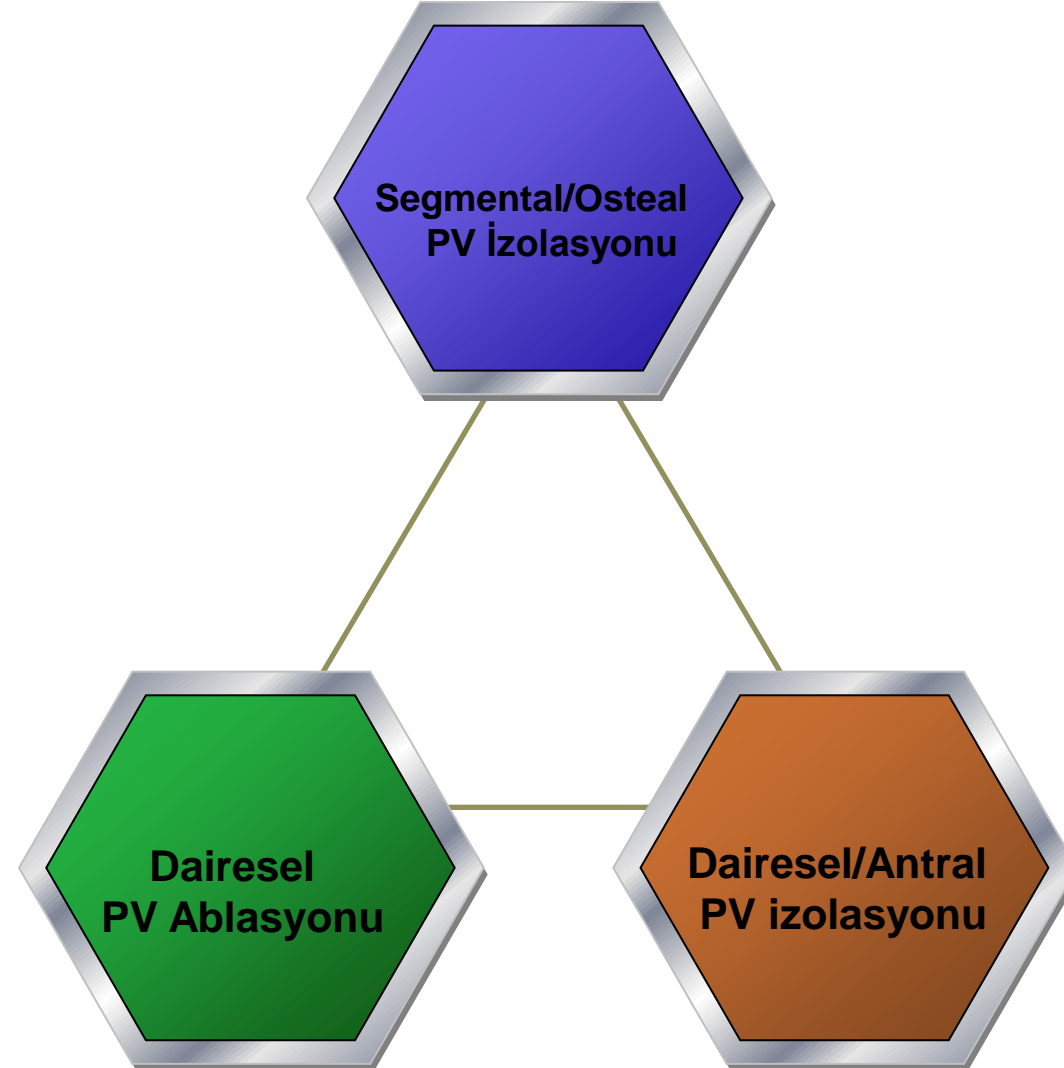 Segmental/Osteal
PV İzolasyonu
Dairesel
PV Ablasyonu
Dairesel/Antral
PV izolasyonu